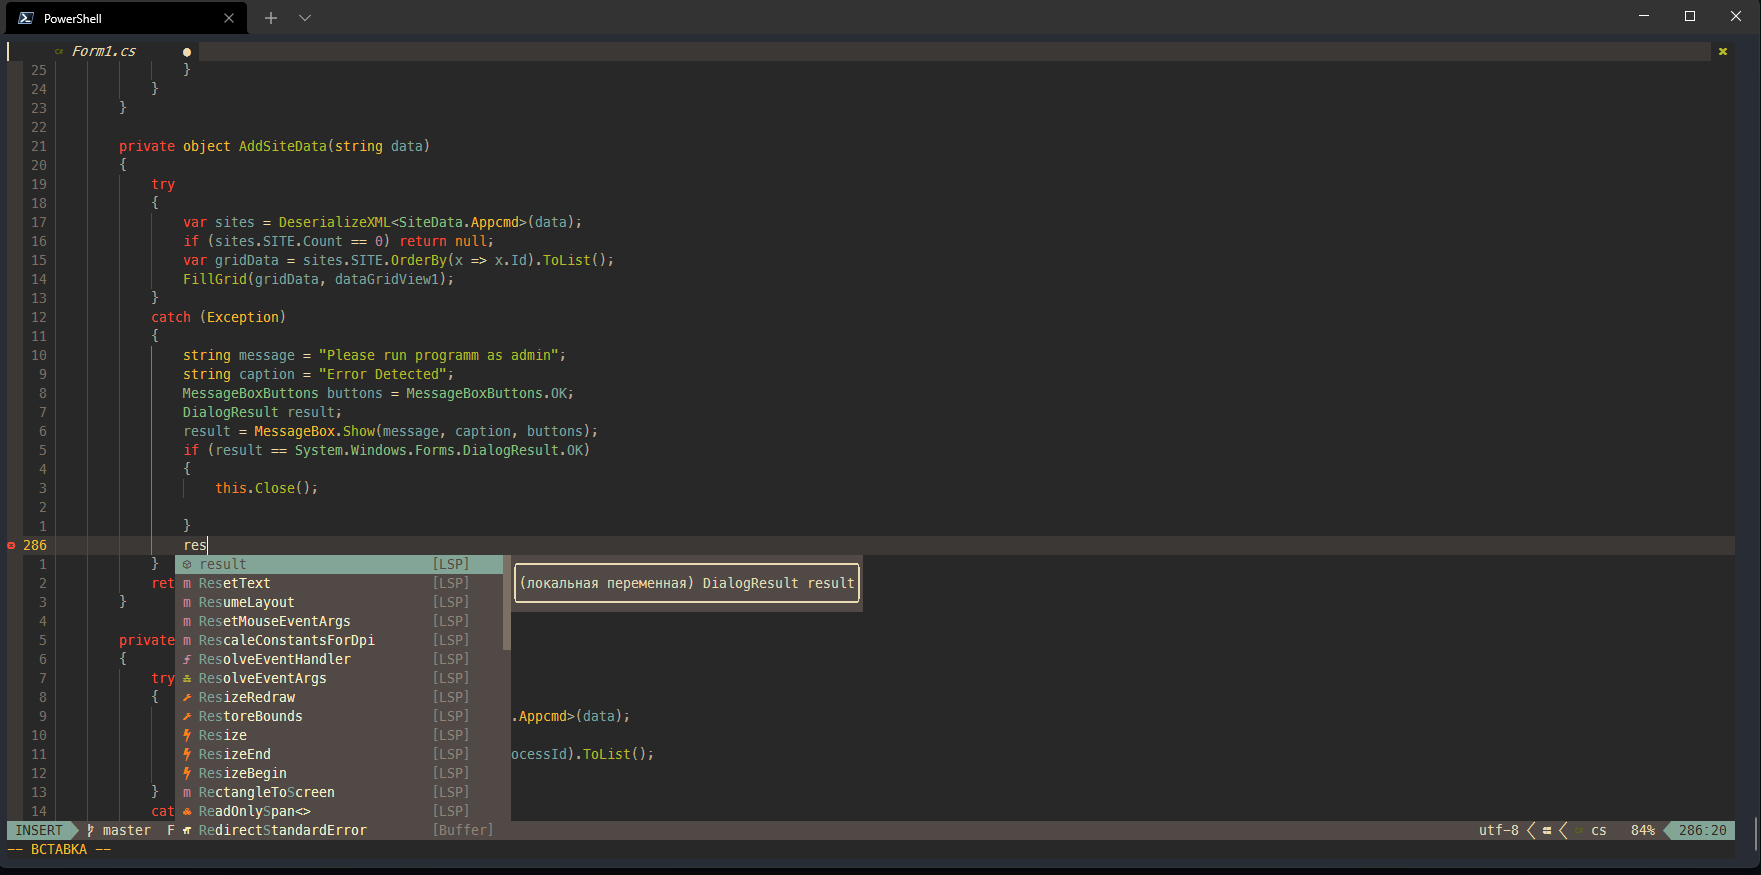 PowerShell
Form1.cs
25 }
24 }
23 }
22
21 private object AddSiteData(string data)
20 {
19 try
18 {
17 var sites = DeserializeXML<SiteData.Appcmd>(data);
16 if (sites.SITE.Count == 0) return null;
15 var gridData = sites.SITE.OrderBy(x => x.Id).ToList();
14 FillGrid(gridData, dataGridView1);
13 }
12 catch (Exception)
11 {
10 string message = "Please run programm as admin";
9 string caption = "Error Detected";
8 MessageBoxButtons buttons = MessageBoxButtons.OK;
7 DialogResult result;
6 result = MessageBox.Show(message, caption, buttons);
5 if (result == System.Windows.Forms.DialogResult.OK)
4 {
3 this.Close();
2
1 }
286 res
1 } result [LSP]
2 ret m ResetText [LSP] (локальная переменная) DialogResult result
3 } m ResumeLayout [LSP]
4 m ResetMouseEventArgs [LSP]
5 private m RescaleConstantsForDpi [LSP]
6 { ResolveEventHandler [LSP]
7 try ResolveEventArgs [LSP]
8 { ResizeRedraw [LSP]
9 RestoreBounds [LSP] .Appcmd>(data);
10 Resize [LSP]
11 ResizeEnd [LSP] ocessId).ToList();
12 ResizeBegin [LSP]
13 } m RectangleToScreen [LSP]
14 cat ReadOnlySpan<> [LSP]
INSERT master F RedirectStandardError [Buffer] utf-8 cs 84% 286:20
-- ВСТАВКА --